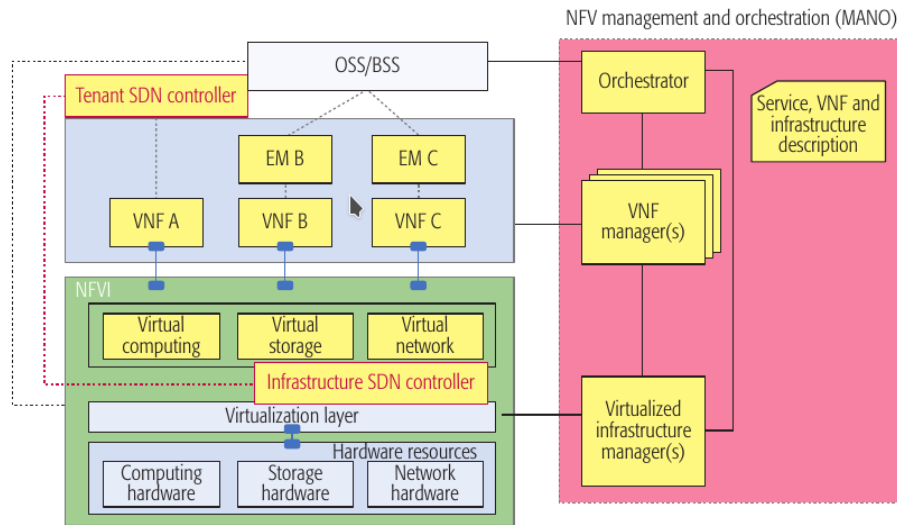 NFV management and orchestration (MANO)
OSS/BSS
Orchestrator
Tenant SDN controller
Service, VNF and
infrastructure
description
EM B
EM C
VNF A
VNF B
VNF C
VNF
manager(s)
NFVI
Virtual
computing
Virtual
storage
Virtual
network
Infrastructure SDN controller
Virtualization layer
Virtualized
infrastructure
manager(s)
Hardware resources
Computing
hardware
Storage
hardware
Network
hardware